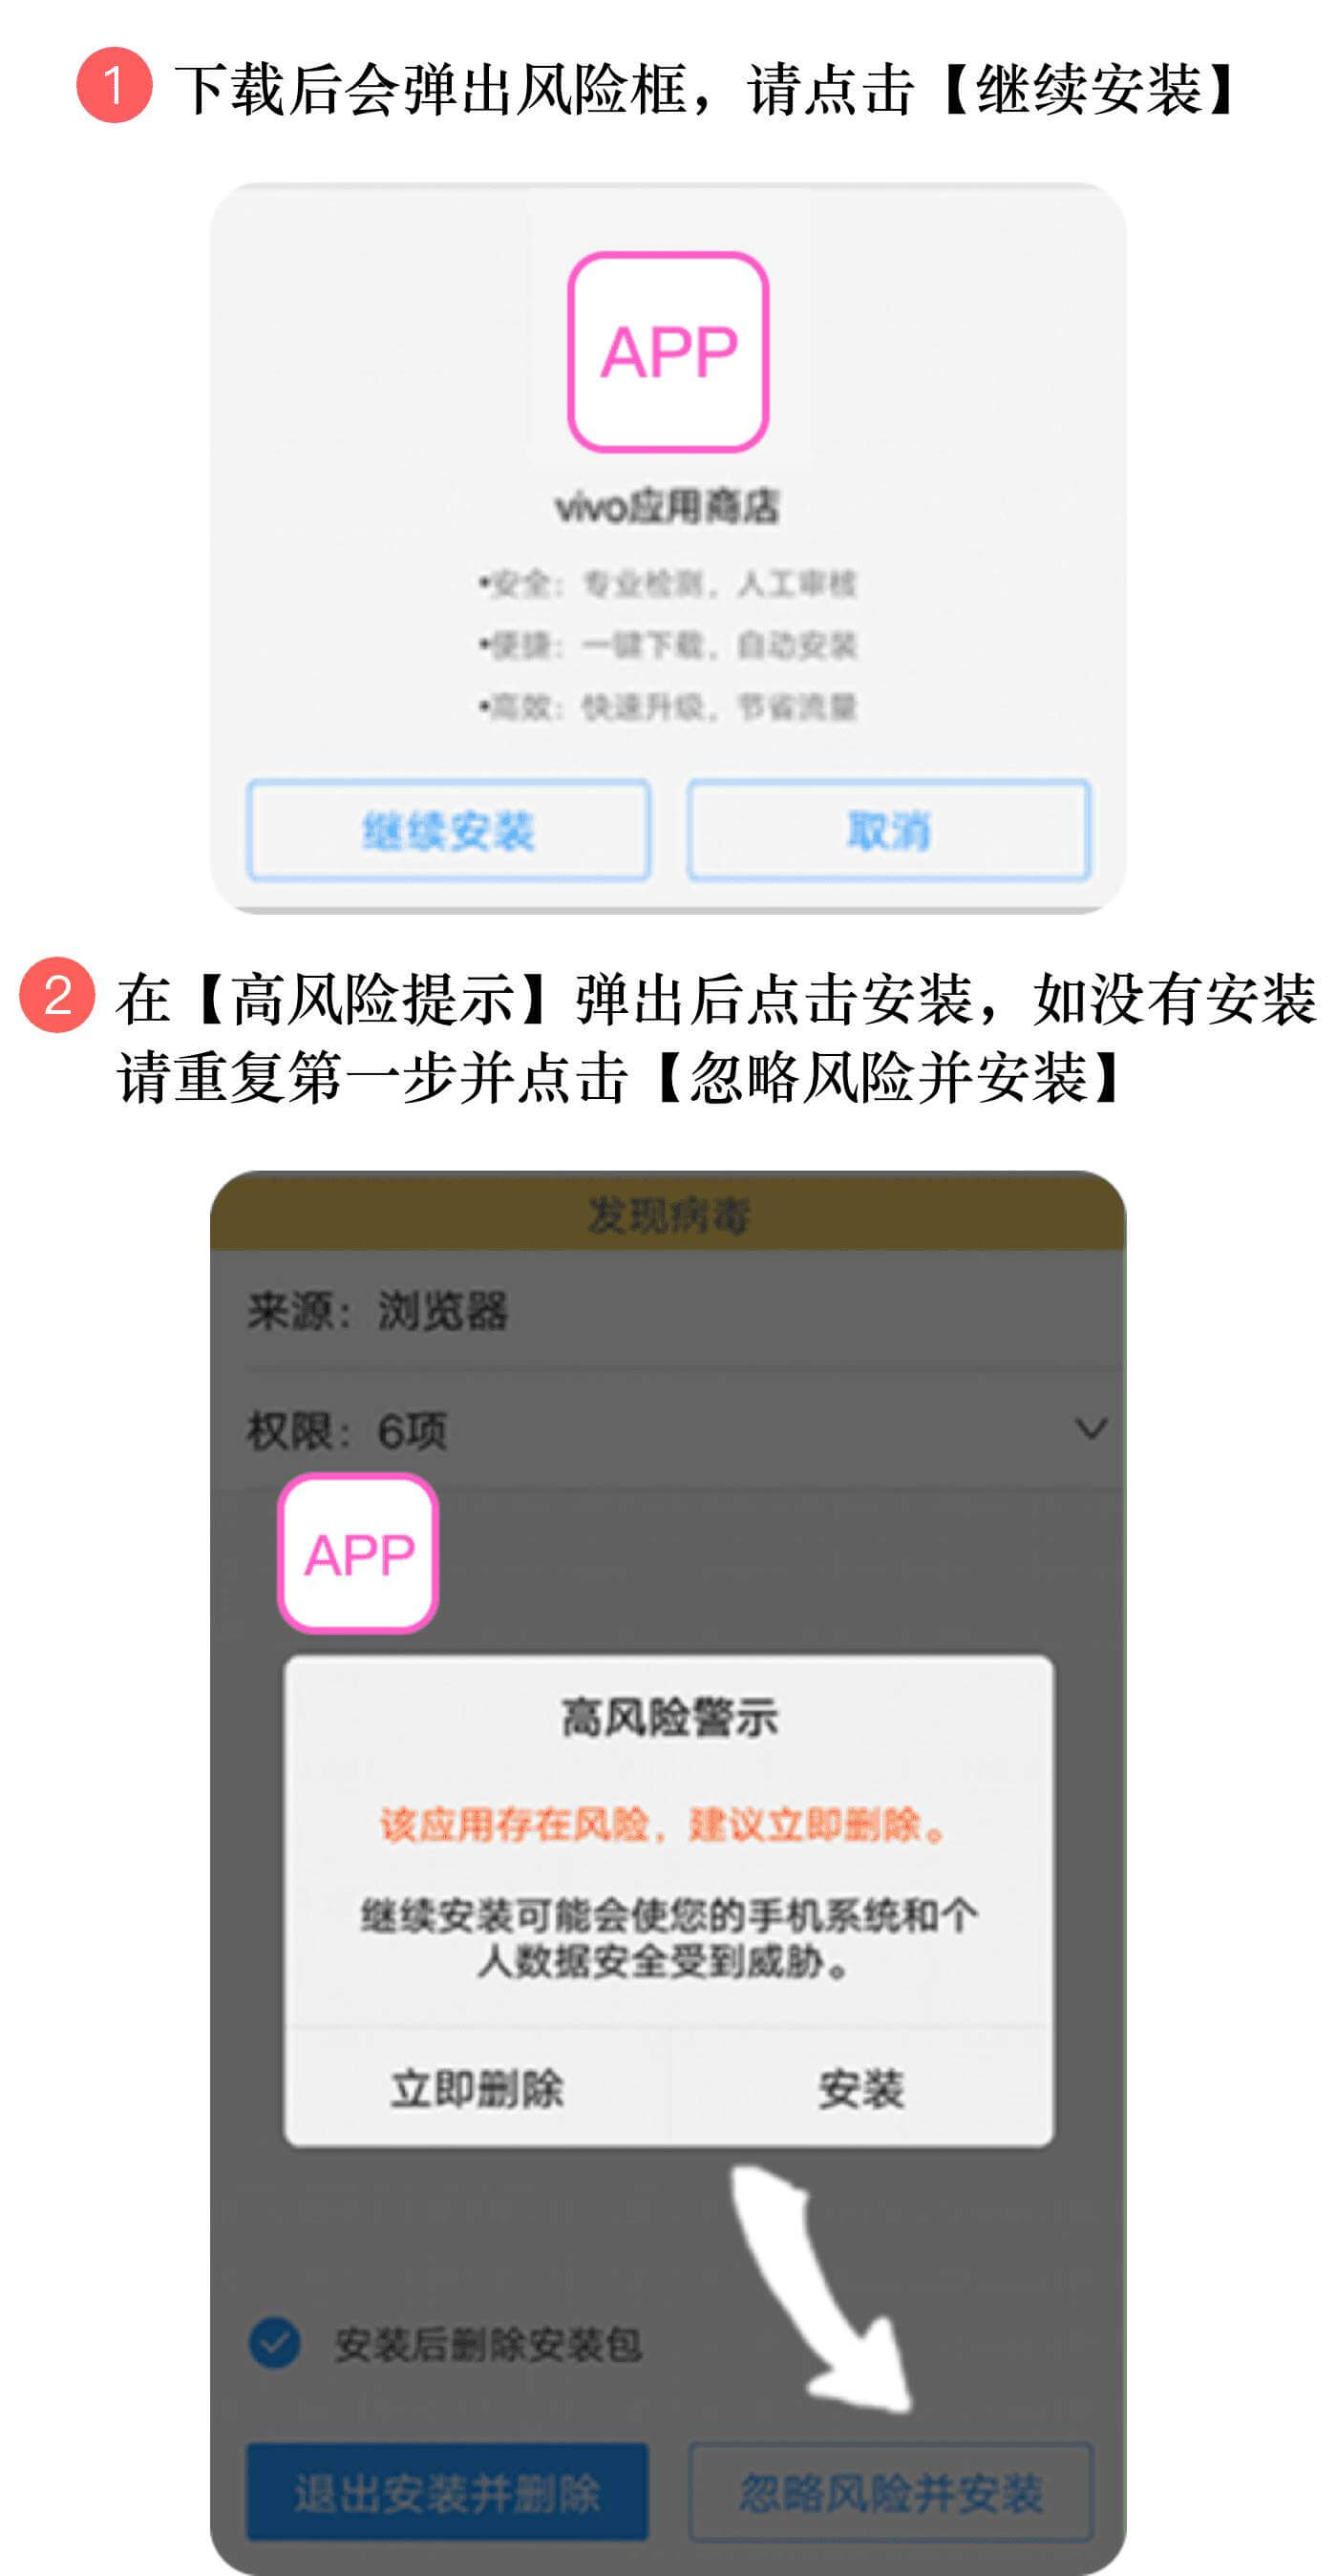 1 下载后会弹出风险框，请点击【继续安装】
APP
vivo应用商店
•安全：专业检测，人工审核
•便捷：一键下载，自动安装
•高效：快速升级，节省流量
继续安装 取消
2 在【高风险提示】弹出后点击安装，如没有安装
请重复第一步并点击【忽略风险并安装】
发现病毒
来源：浏览器
权限：6项
APP
高风险警示
该应用存在风险，建议立即删除。
继续安装可能会使您的手机系统和个
人数据安全受到威胁。
立即删除 安装
安装后删除安装包
退出安装并删除 忽略风险并安装